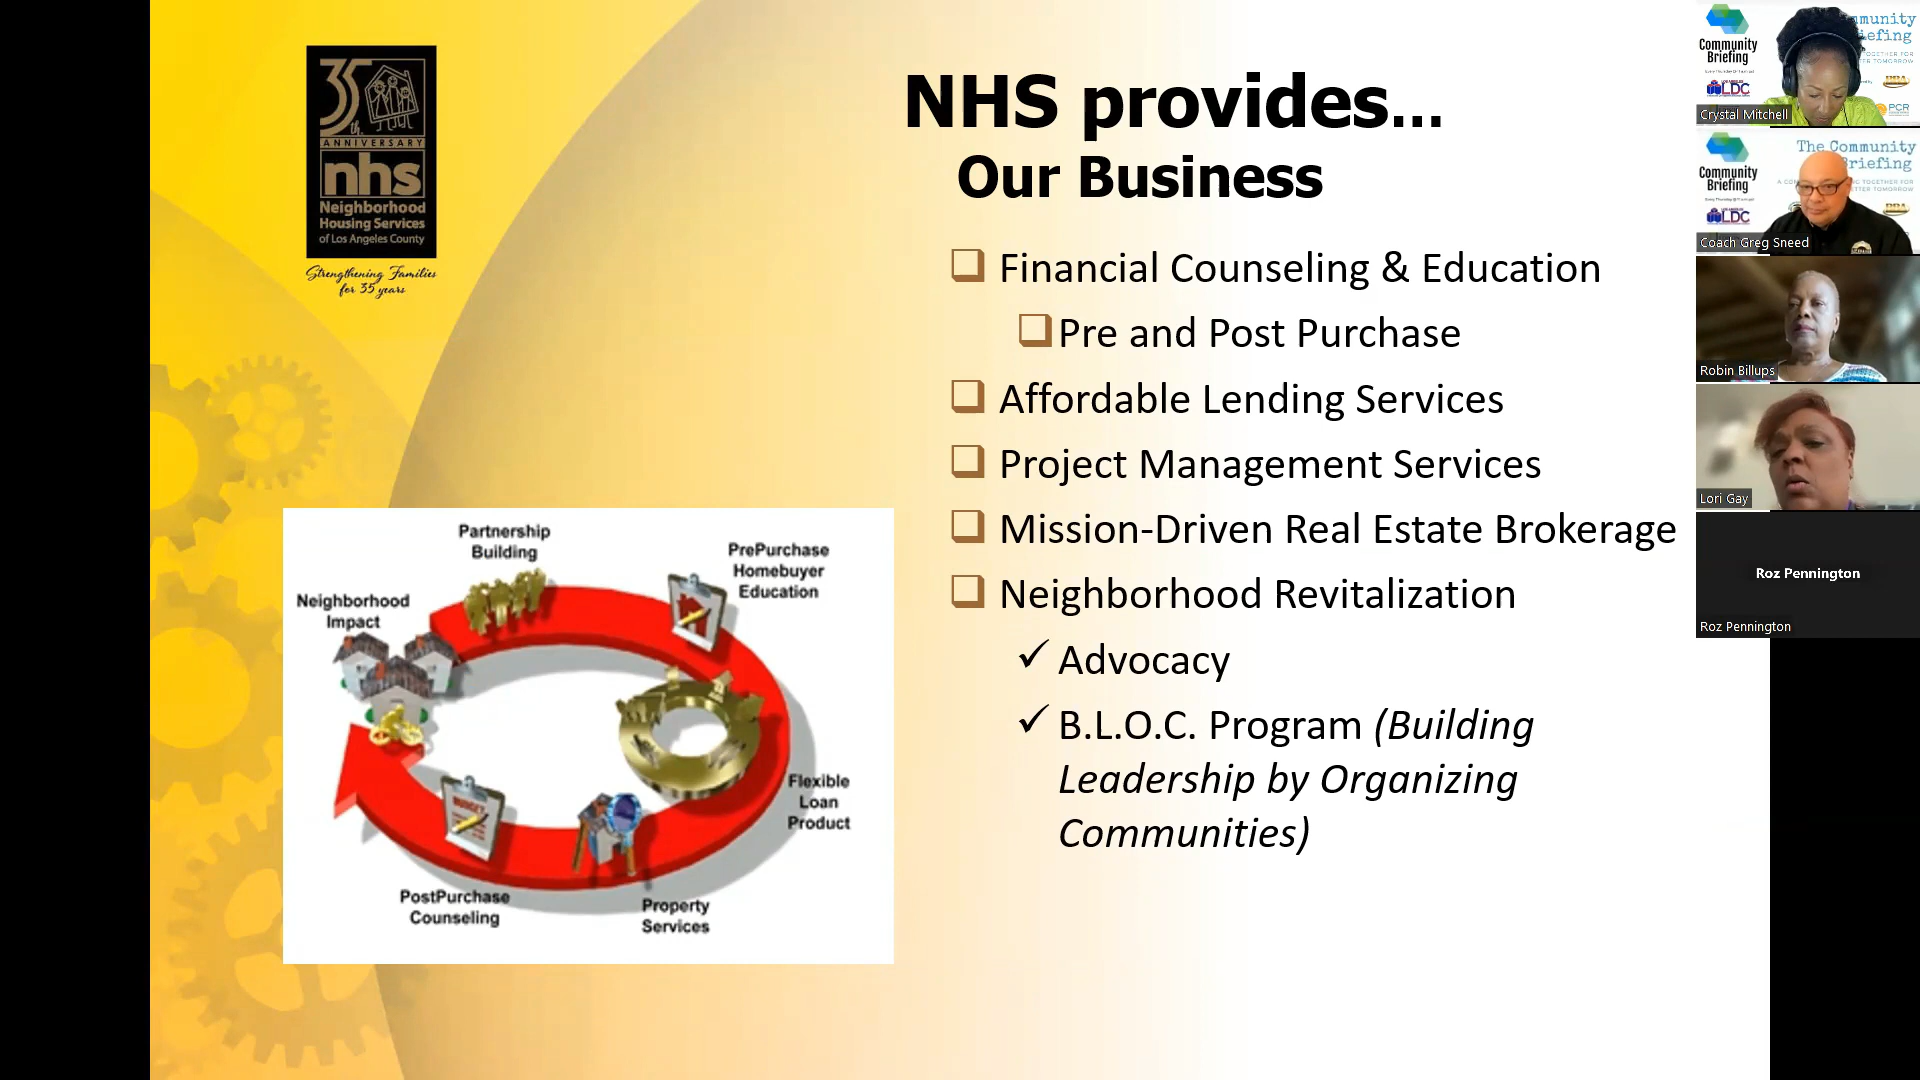 35th
ANNIVERSARY
nhs
Neighborhood
Housing Services
of Los Angeles County
Strengthening Families
for 35 years
NHS provides...
Our Business
Financial Counseling & Education
Pre and Post Purchase
Affordable Lending Services
Project Management Services
Mission-Driven Real Estate Brokerage
Neighborhood Revitalization
Advocacy
B.L.O.C. Program (Building
Leadership by Organizing
Communities)
Partnership
Building
PrePurchase
Homebuyer
Education
Neighborhood
Impact
Flexible
Loan
Product
BUDGET
PostPurchase
Counseling
Property
Services
Community
Briefing
LDC
PCR
Crystal Mitchell
The Community
Briefing
Community
Briefing
LDC
Coach Greg Sneed
Robin Billups
Lori Gay
Roz Pennington
Roz Pennington